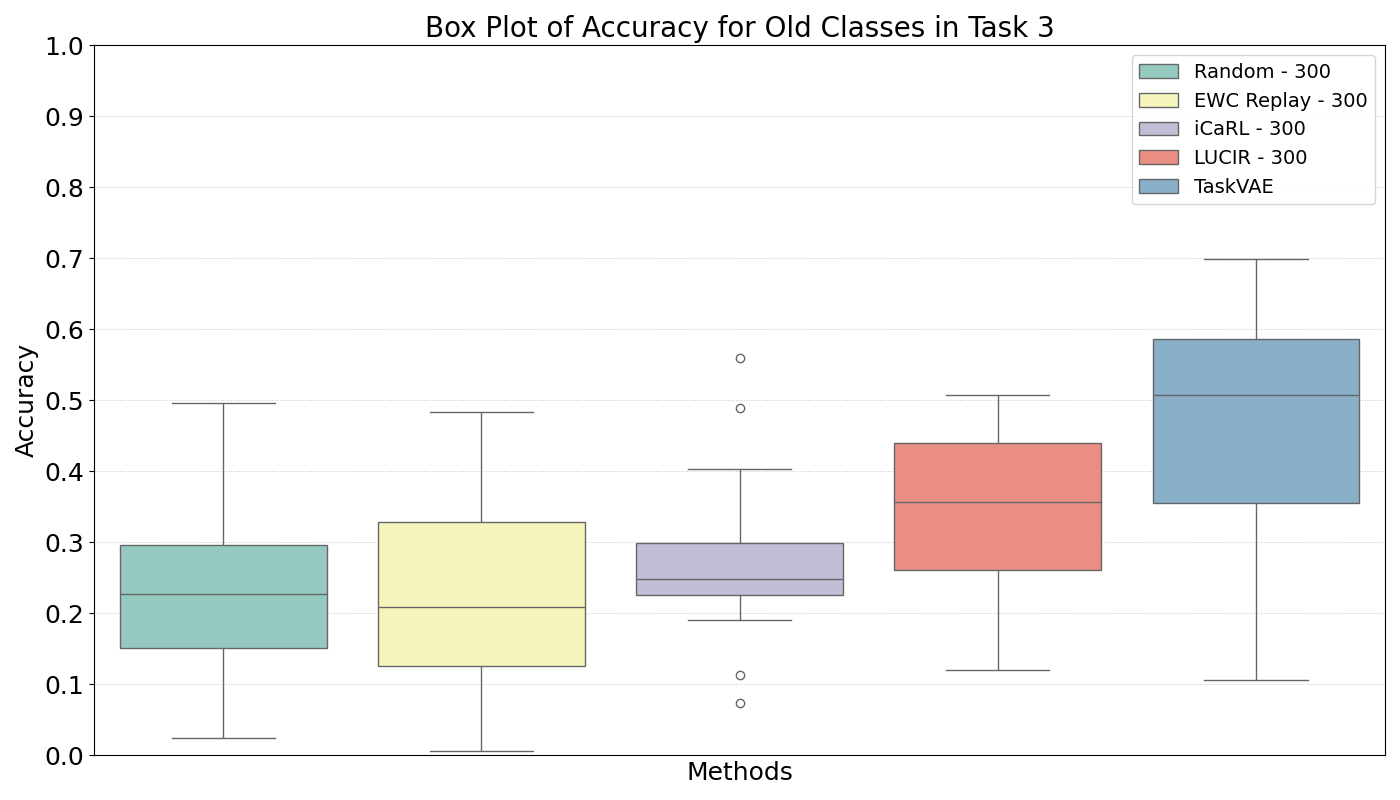 Box Plot of Accuracy for Old Classes in Task 3
1.0
0.9
0.8
0.7
0.6
0.5
0.4
0.3
0.2
0.1
0.0
Accuracy
Methods
Random - 300
EWC Replay - 300
iCaRL - 300
LUCIR - 300
TaskVAE